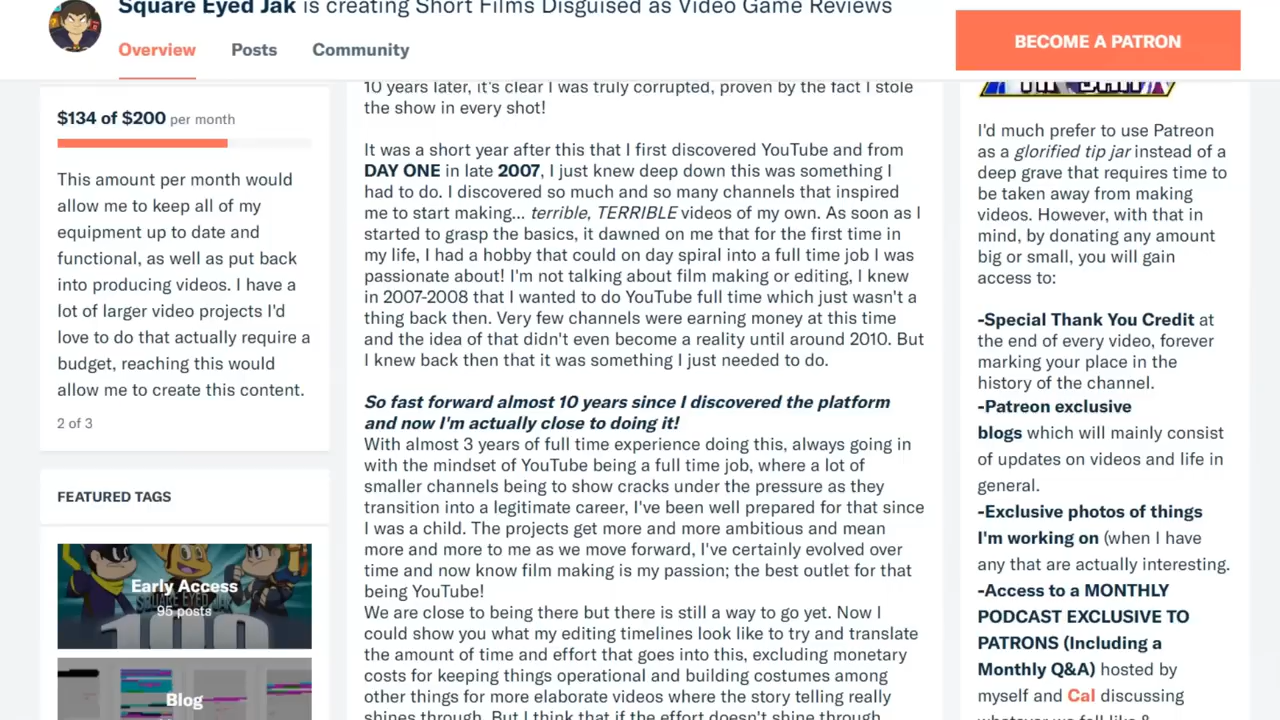 Square Eyed Jak is creating Short Films Disguised as Video Game Reviews
Overview
Posts
Community
BECOME A PATRON
$134 of $200 per month
This amount per month would
allow me to keep all of my
equipment up to date and
functional, as well as put back
into producing videos. I have a
lot of larger video projects I'd
love to do that actually require a
budget, reaching this would
allow me to create this content.
2 of 3
FEATURED TAGS
Early Access
95 posts
100
Blog
10 years later, it's clear I was truly corrupted, proven by the fact I stole
the show in every shot!
It was a short year after this that I first discovered YouTube and from
DAY ONE in late 2007, I just knew deep down this was something I
had to do. I discovered so much and so many channels that inspired
me to start making... terrible, TERRIBLE videos of my own. As soon as I
started to grasp the basics, it dawned on me that for the first time in
my life, I had a hobby that could on day spiral into a full time job I was
passionate about! I'm not talking about film making or editing, I knew
in 2007-2008 that I wanted to do YouTube full time which just wasn't a
thing back then. Very few channels were earning money at this time
and the idea of that didn't even become a reality until around 2010. But
I knew back then that it was something I just needed to do.
So fast forward almost 10 years since I discovered the platform
and now I'm actually close to doing it!
With almost 3 years of full time experience doing this, always going in
with the mindset of YouTube being a full time job, where a lot of
smaller channels being to show cracks under the pressure as they
transition into a legitimate career, I've been well prepared for that since
I was a child. The projects get more and more ambitious and mean
more and more to me as we move forward, I've certainly evolved over
time and now know film making is my passion; the best outlet for that
being YouTube!
We are close to being there but there is still a way to go yet. Now I
could show you what my editing timelines look like to try and translate
the amount of time and effort that goes into this, excluding monetary
costs for keeping things operational and building costumes among
other things for more elaborate videos where the story telling really
shines through. But I think that if the effort doesn't shine through
I'd much prefer to use Patreon
as a glorified tip jar instead of a
deep grave that requires time to
be taken away from making
videos. However, with that in
mind, by donating any amount
big or small, you will gain
access to:
-Special Thank You Credit at
the end of every video, forever
marking your place in the
history of the channel.
-Patreon exclusive
blogs which will mainly consist
of updates on videos and life in
general.
-Exclusive photos of things
I'm working on (when I have
any that are actually interesting.
-Access to a MONTHLY
PODCAST EXCLUSIVE TO
PATRONS (Including a
Monthly Q&A) hosted by
myself and Cal discussing
whatever we feel like &